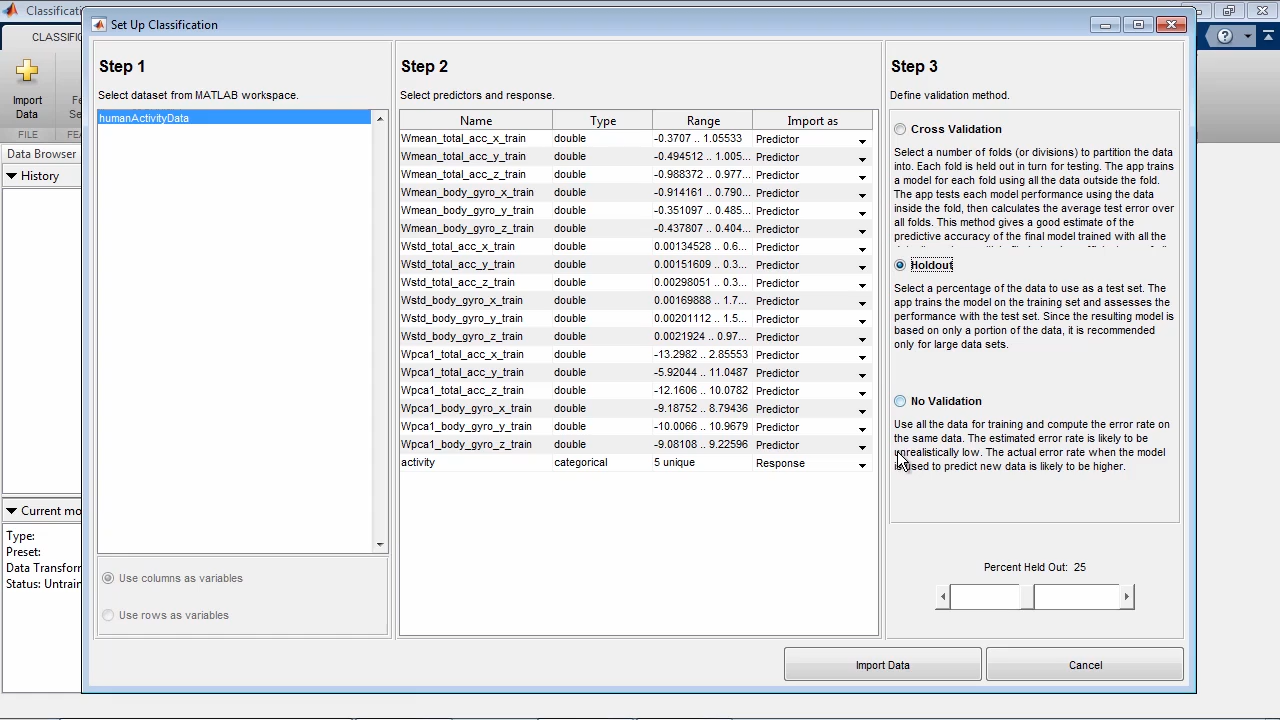 Classificati
Set Up Classification
CLASSIFIC
Import
Data
Fe
Se
FILE
FEA
Data Browser
History
Current mo
Type:
Preset:
Data Transfor
Status: Untrain
Step 1
Select dataset from MATLAB workspace.
humanActivityData
Use columns as variables
Use rows as variables
Step 2
Select predictors and response.
Name Type Range Import as
Wmean_total_acc_x_train double -0.3707 .. 1.05533 Predictor
Wmean_total_acc_y_train double -0.494512 .. 1.005... Predictor
Wmean_total_acc_z_train double -0.988372 .. 0.977... Predictor
Wmean_body_gyro_x_train double -0.914161 .. 0.790... Predictor
Wmean_body_gyro_y_train double -0.351097 .. 0.485... Predictor
Wmean_body_gyro_z_train double -0.437807 .. 0.404... Predictor
Wstd_total_acc_x_train double 0.00134528 .. 0.6... Predictor
Wstd_total_acc_y_train double 0.00151609 .. 0.3... Predictor
Wstd_total_acc_z_train double 0.00298051 .. 0.3... Predictor
Wstd_body_gyro_x_train double 0.00169888 .. 1.7... Predictor
Wstd_body_gyro_y_train double 0.00201112 .. 1.5... Predictor
Wstd_body_gyro_z_train double 0.0021924 .. 0.97... Predictor
Wpca1_total_acc_x_train double -13.2982 .. 2.85553 Predictor
Wpca1_total_acc_y_train double -5.92044 .. 11.0487 Predictor
Wpca1_total_acc_z_train double -12.1606 .. 10.0782 Predictor
Wpca1_body_gyro_x_train double -9.18752 .. 8.79436 Predictor
Wpca1_body_gyro_y_train double -10.0066 .. 10.9679 Predictor
Wpca1_body_gyro_z_train double -9.08108 .. 9.22596 Predictor
activity categorical 5 unique Response
Step 3
Define validation method.
Cross Validation
Select a number of folds (or divisions) to partition the data
into. Each fold is held out in turn for testing. The app trains
a model for each fold using all the data outside the fold.
The app tests each model performance using the data
inside the fold, then calculates the average test error over
all folds. This method gives a good estimate of the
predictive accuracy of the final model trained with all the
Holdout
Select a percentage of the data to use as a test set. The
app trains the model on the training set and assesses the
performance with the test set. Since the resulting model is
based on only a portion of the data, it is recommended
only for large data sets.
No Validation
Use all the data for training and compute the error rate on
the same data. The estimated error rate is likely to be
unrealistically low. The actual error rate when the model
is used to predict new data is likely to be higher.
Percent Held Out: 25
Import Data
Cancel